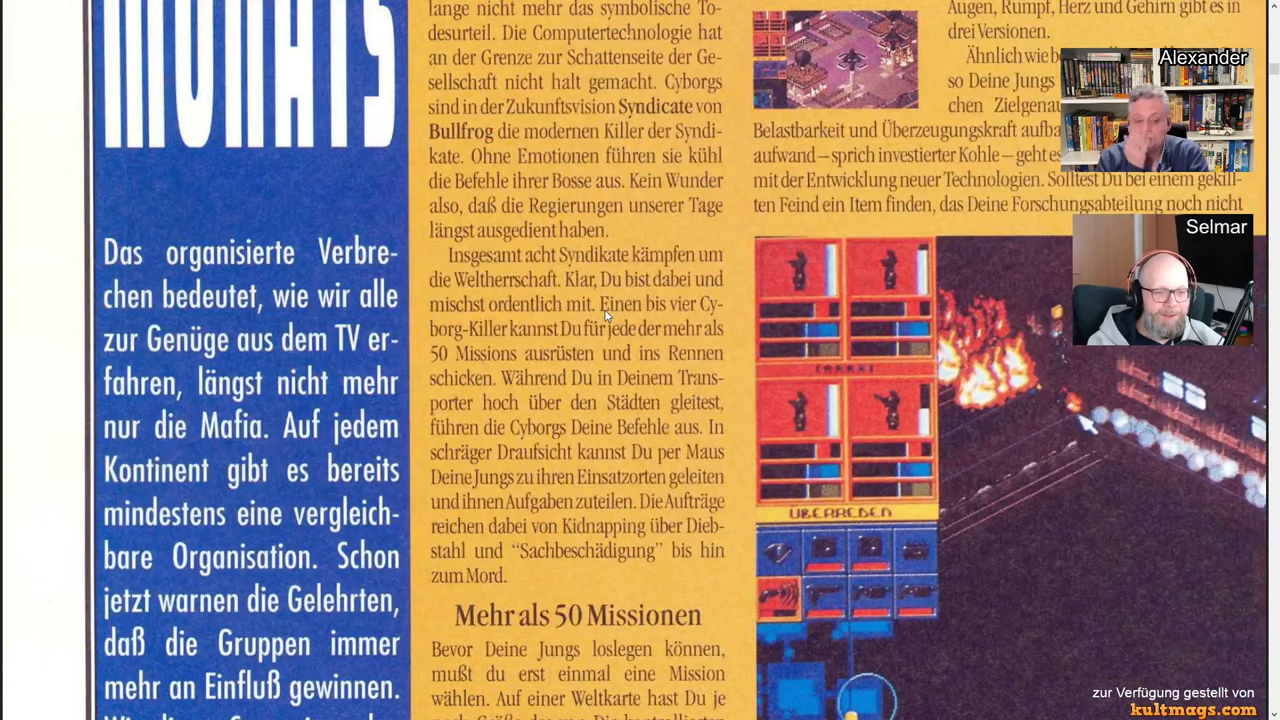 MONATS
Das organisierte Verbre-
chen bedeutet, wie wir alle
zur Genüge aus dem TV er-
fahren, längst nicht mehr
nur die Mafia. Auf jedem
Kontinent gibt es bereits
mindestens eine vergleich-
bare Organisation. Schon
jetzt warnen die Gelehrten,
daß die Gruppen immer
mehr an Einfluß gewinnen.
lange nicht mehr das symbolische To-
desurteil. Die Computertechnologie hat
an der Grenze zur Schattenseite der Ge-
sellschaft nicht halt gemacht. Cyborgs
sind in der Zukunftsvision Syndicate von
Bullfrog die modernen Killer der Syndi-
kate. Ohne Emotionen führen sie kühl
die Befehle ihrer Bosse aus. Kein Wunder
also, daß die Regierungen unserer Tage
längst ausgedient haben.
Insgesamt acht Syndikate kämpfen um
die Weltherrschaft. Klar, Du bist dabei und
mischst ordentlich mit. Einen bis vier Cy-
borg-Killer kannst Du für jede der mehr als
50 Missions ausrüsten und ins Rennen
schicken. Während Du in Deinem Trans-
porter hoch über den Städten gleitest,
führen die Cyborgs Deine Befehle aus. In
schräger Draufsicht kannst Du per Maus
Deine Jungs zu ihren Einsatzorten geleiten
und ihnen Aufgaben zuteilen. Die Aufträge
reichen dabei von Kidnapping über Dieb-
stahl und "Sachbeschädigung" bis hin
zum Mord.
Mehr als 50 Missionen
Bevor Deine Jungs loslegen können,
mußt du erst einmal eine Mission
wählen. Auf einer Weltkarte hast Du je
Augen, Rumpf, Herz und Gehirn gibt es in
drei Versionen.
Ähnlich wie
so Deine Jungs
chen Zielgenau
Belastbarkeit und Überzeugungskraft aufba
aufwand – sprich investierter Kohle – geht es
mit der Entwicklung neuer Technologien. Solltest Du bei einem gekill-
ten Feind ein Item finden, das Deine Forschungsabteilung noch nicht
ÜBERREDEN
Alexander
Selmar
zur Verfügung gestellt von
kultmags.com